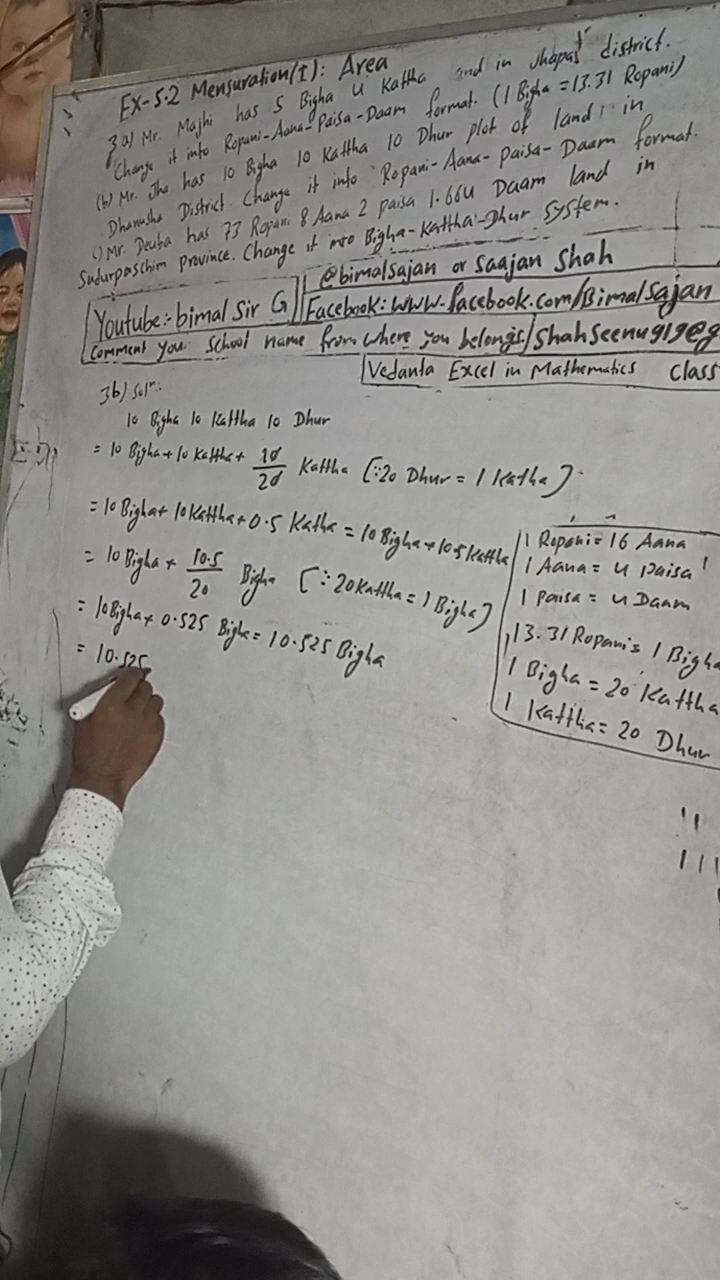 Ex-5.2 Mensuration(I): Area
3 a) Mr. Majhi has 5 Bigha 4 Kattha land in Jhapa district.
Change it into Ropani-Aana-Paisa-Daam format. (1 Bigha = 13.31 Ropani)
(b) Mr. Jha has 10 Bigha 10 Kattha 10 Dhur plot of land in
Dhanusha District. Change it into Ropani-Aana-Paisa-Daam format.
c) Mr. Deuba has 73 Ropani 8 Aana 2 paisa 1.664 Daam land in
Sudurpaschim province. Change it into Bigha-Kattha-Dhur system.
@bimalsajan or Saajan Shah
Youtube:- bimal Sir G
Facebook: www.facebook.com/Bimalsajan
Comment you school name from where you belongs/
Vedanta Excel in Mathematics Class
3b) Solⁿ:
10 Bigha 10 Kattha 10 Dhur
= 10 Bigha + 10 Kattha + 10/20 Kattha [∵20 Dhur = 1 Katha]
= 10 Bigha + 10 Kattha + 0.5 Katha = 10 Bigha + 10.5 Kattha
= 10 Bigha + 10.5/20 Bigha [∵20 Kattha = 1 Bigha]
= 10 Bigha + 0.525 Bigha = 10.525 Bigha
= 10.525
1 Ropani = 16 Aana
1 Aana = 4 paisa
1 paisa = 4 Daam
13.31 Ropani = 1 Bigha
1 Bigha = 20 Kattha
1 Kattha = 20 Dhur